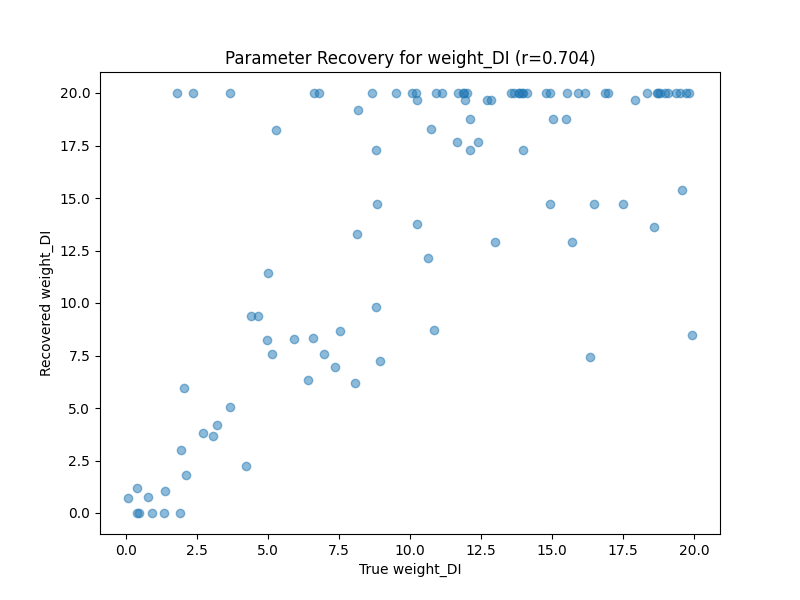 Parameter Recovery for weight_DI (r=0.704)
20.0
17.5
15.0
12.5
10.0
7.5
5.0
2.5
0.0
Recovered weight_DI
0.0 2.5 5.0 7.5 10.0 12.5 15.0 17.5 20.0
True weight_DI